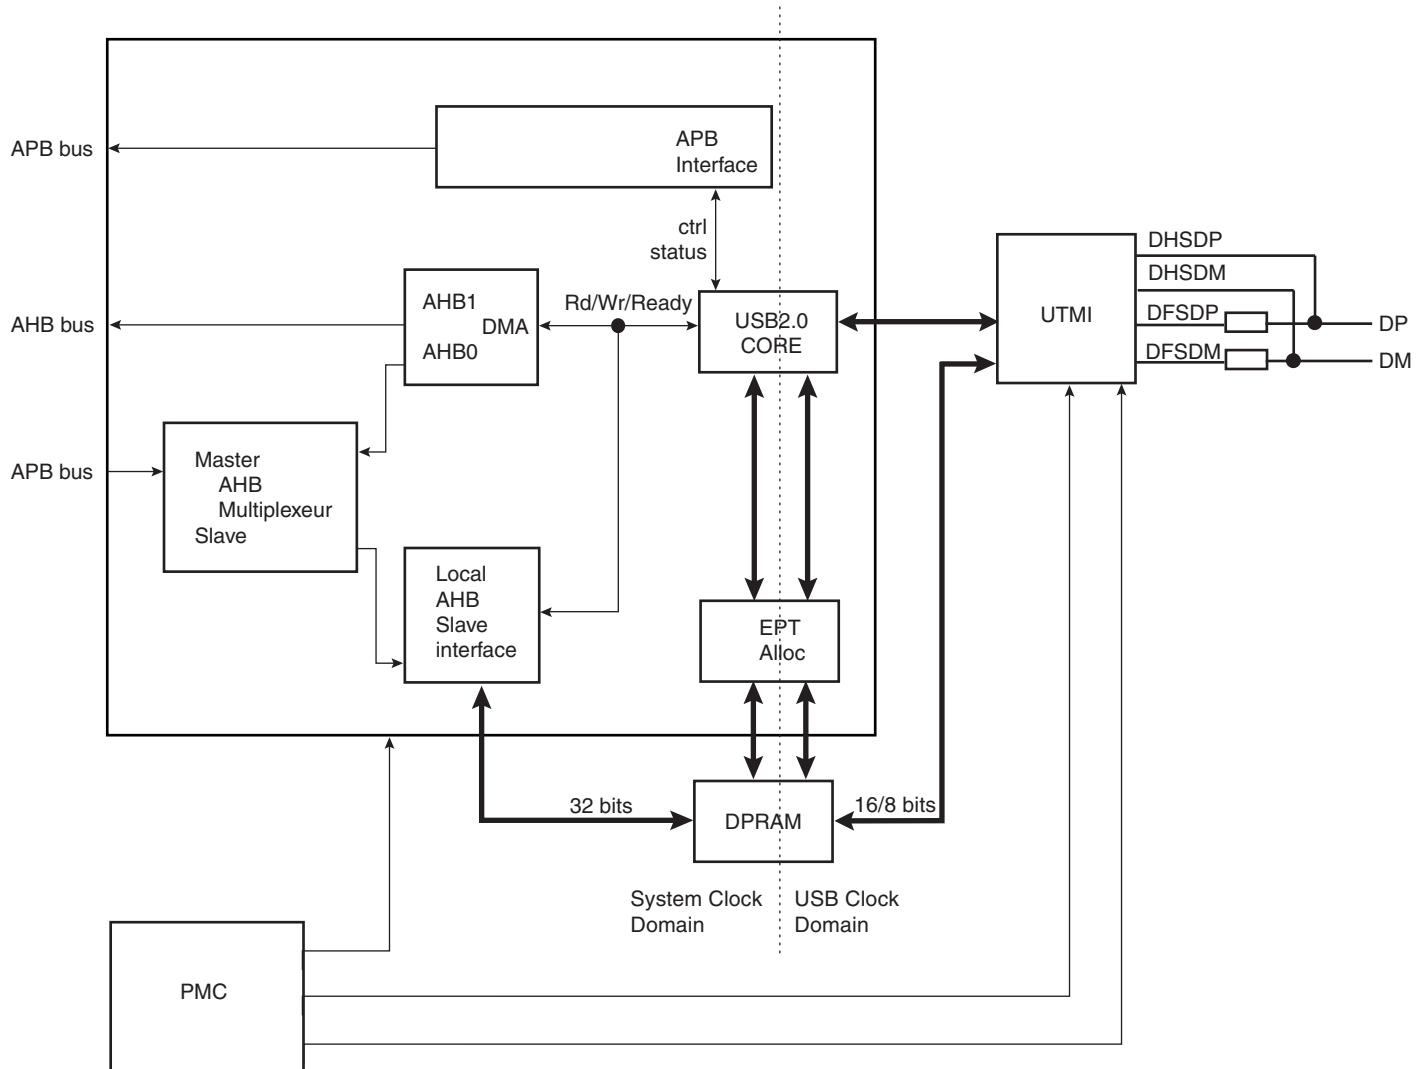 APB bus
APB
Interface
ctrl
status
DHSDP
DHSDM
DFSDP
DFSDM
UTMI
DP
DM
AHB bus
AHB1
DMA
AHB0
Rd/Wr/Ready
USB2.0
CORE
APB bus
Master
AHB
Multiplexeur
Slave
Local
AHB
Slave
interface
EPT
Alloc
32 bits
DPRAM
16/8 bits
System Clock
Domain
USB Clock
Domain
PMC